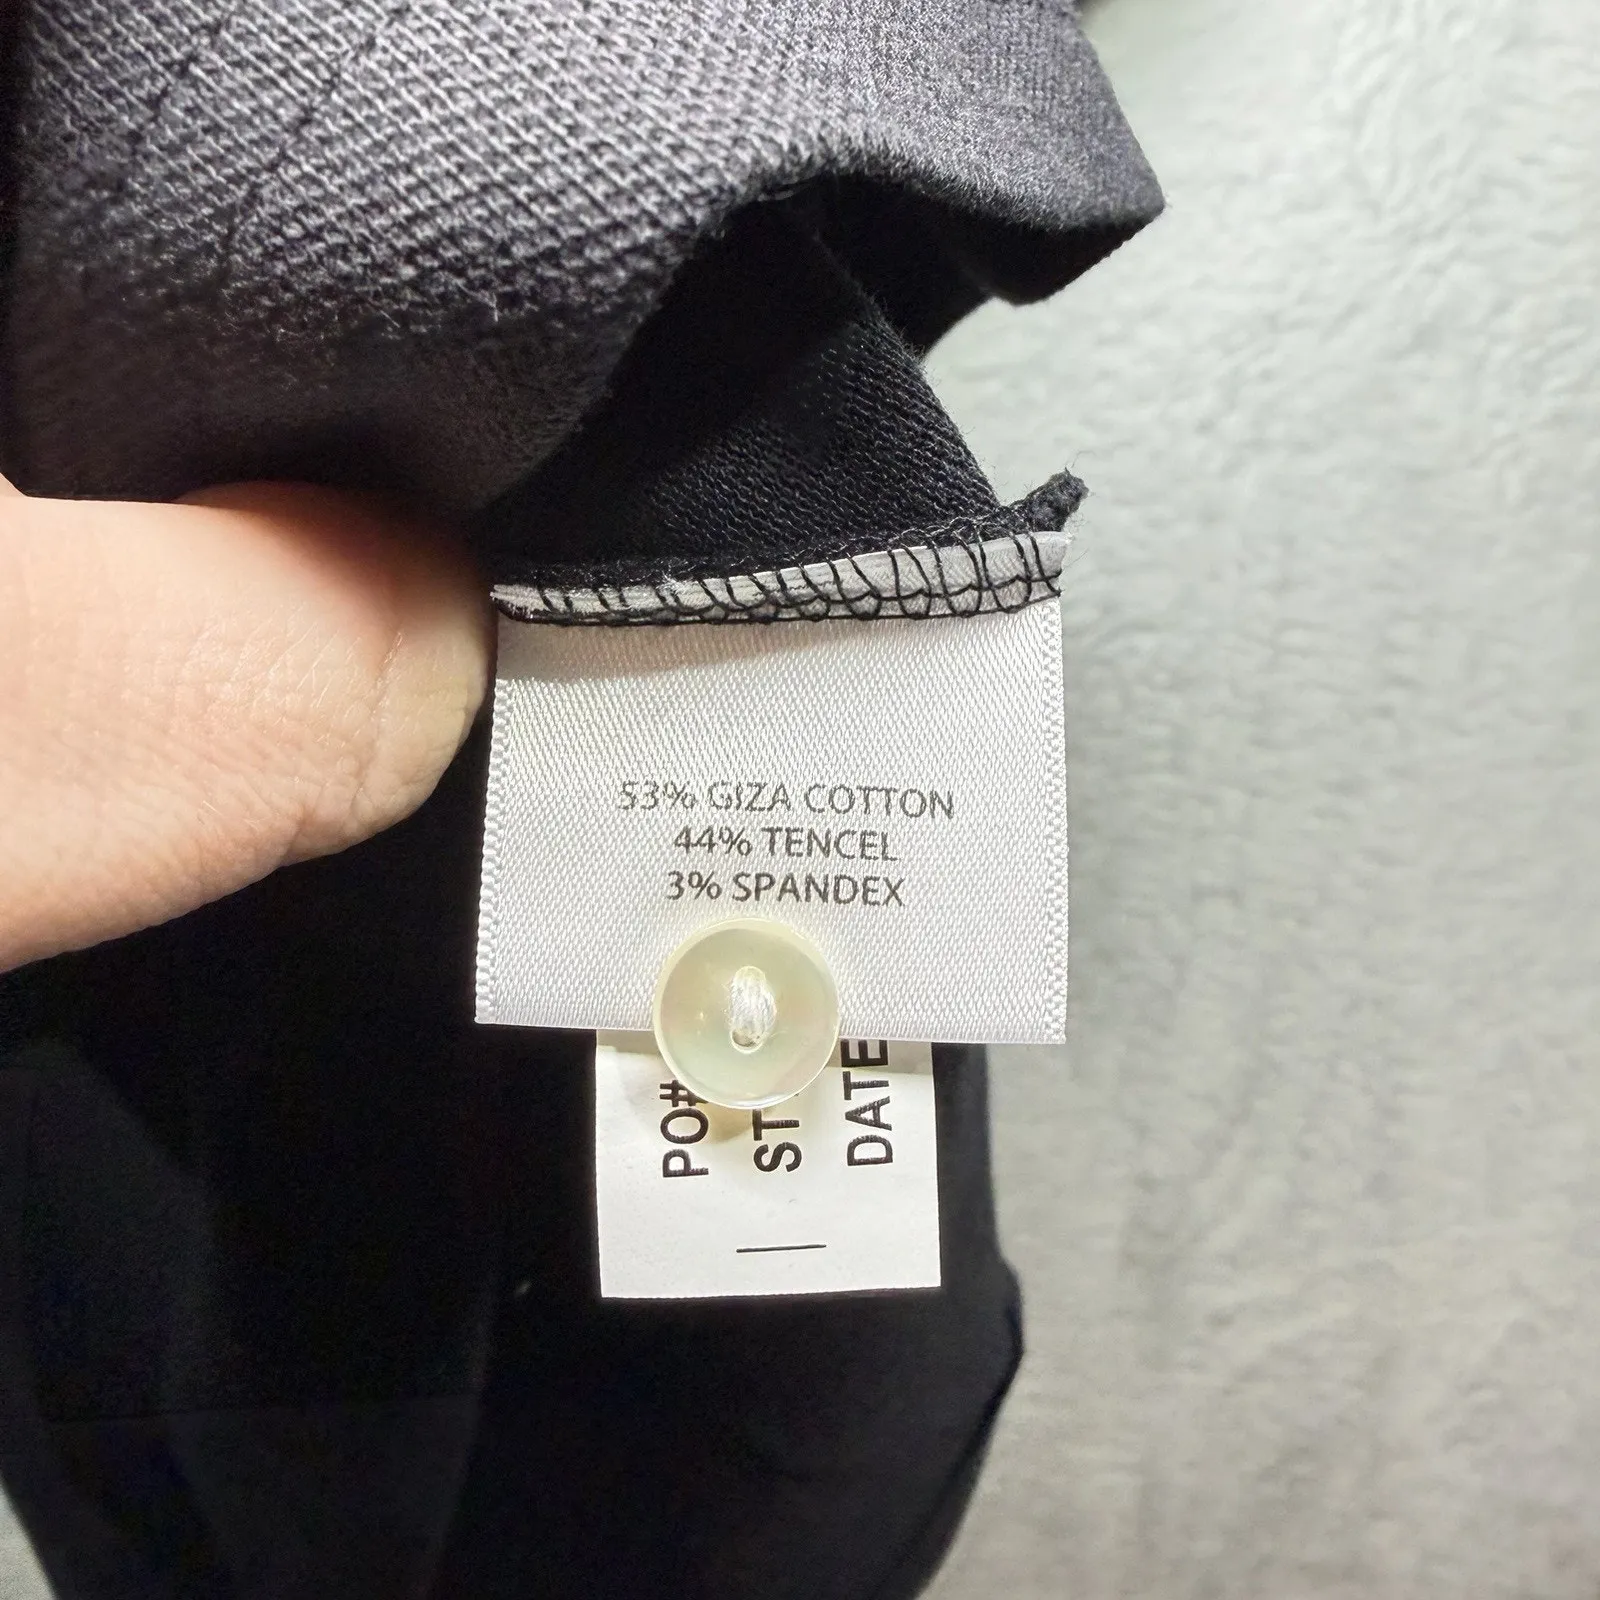 53% GIZA COTTON
44% TENCEL
3% SPANDEX
PO#
ST
DATE